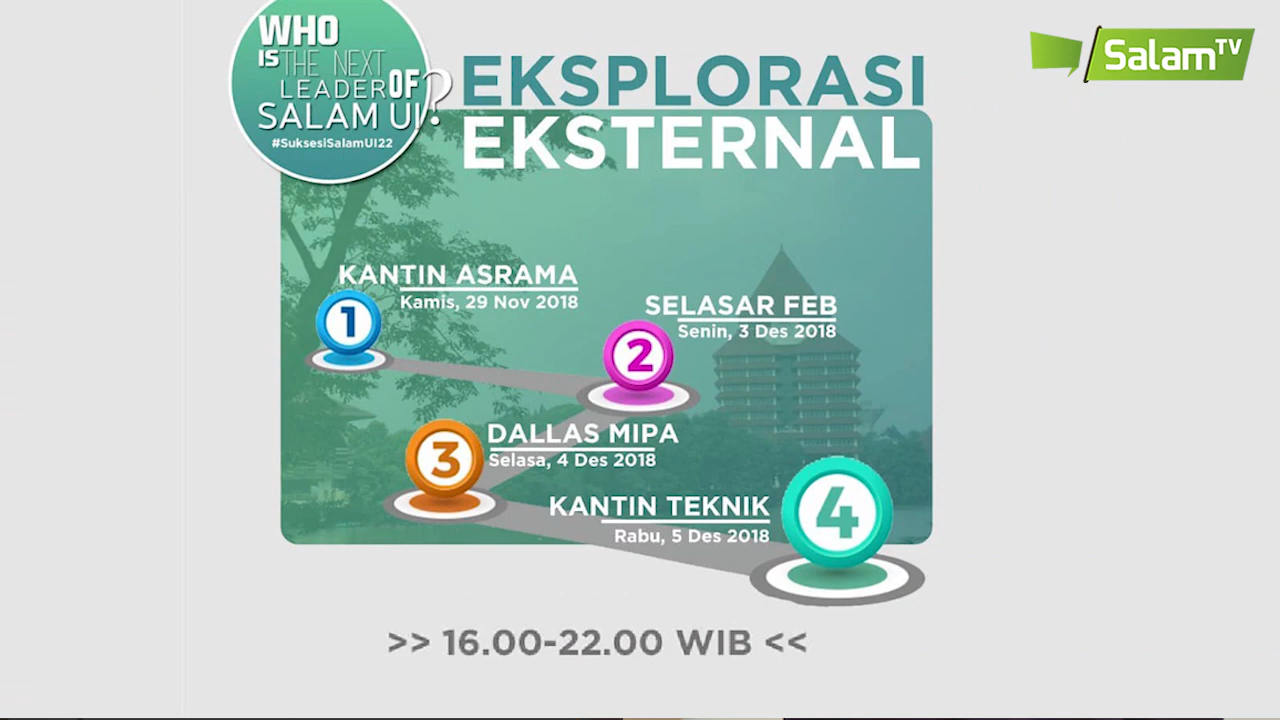 WHO
IS THE NEXT
LEADER OF
SALAM UI?
#SuksesiSalamUI22
EKSPLORASI
EKSTERNAL
Salam TV
KANTIN ASRAMA
Kamis, 29 Nov 2018
1
SELASAR FEB
Senin, 3 Des 2018
2
DALLAS MIPA
Selasa, 4 Des 2018
3
KANTIN TEKNIK
Rabu, 5 Des 2018
4
>> 16.00-22.00 WIB <<